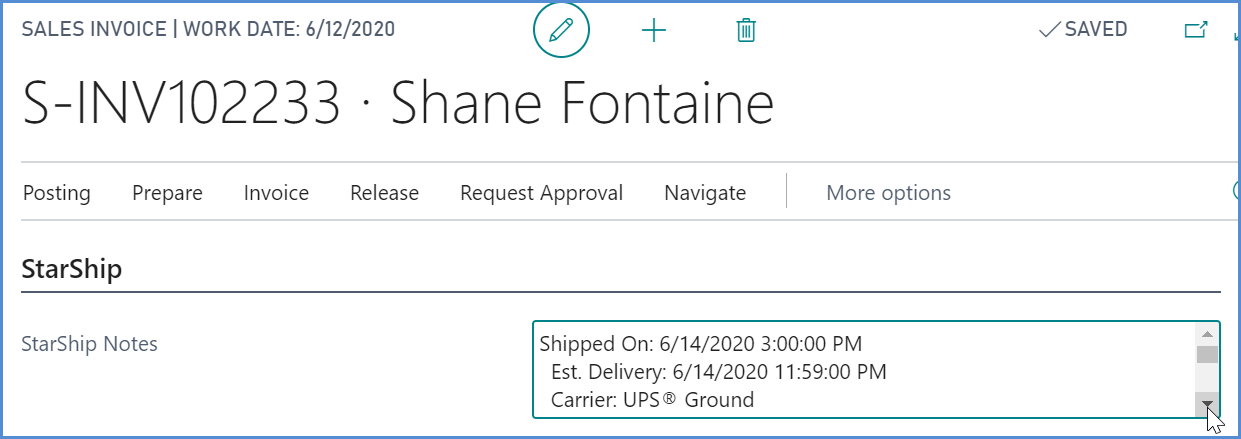 SALES INVOICE | WORK DATE: 6/12/2020
SAVED
S-INV102233 · Shane Fontaine
Posting Prepare Invoice Release Request Approval Navigate More options
StarShip
StarShip Notes
Shipped On: 6/14/2020 3:00:00 PM
Est. Delivery: 6/14/2020 11:59:00 PM
Carrier: UPS® Ground